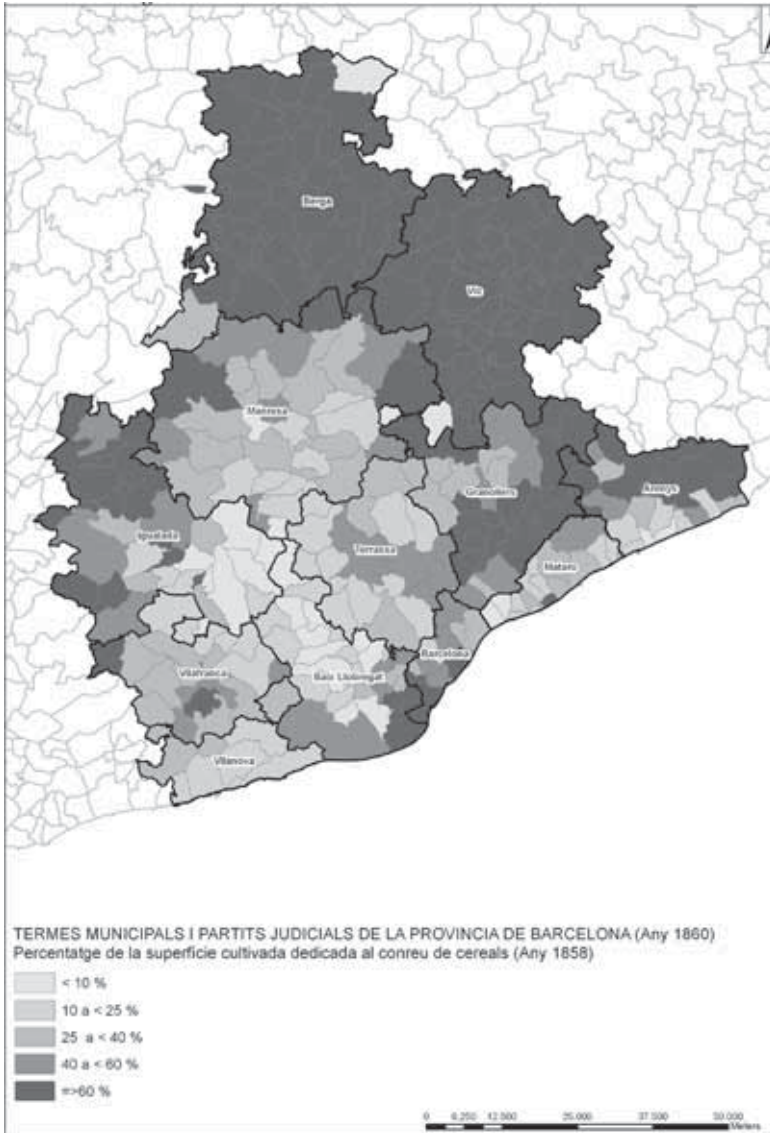 Berga
Vic
Manresa
Granollers
Arenys
Igualada
Terrassa
Mataró
Barcelona
Vilafranca
Baix Llobregat
Vilanova
TERMES MUNICIPALS I PARTITS JUDICIALS DE LA PROVINCIA DE BARCELONA (Any 1860)
Percentatge de la superfície cultivada dedicada al conreu de cereals (Any 1858)
< 10 %
10 a < 25 %
25 a < 40 %
40 a < 60 %
=>60 %
0 6.250 12.500 25.000 37.500 50.000
Meters